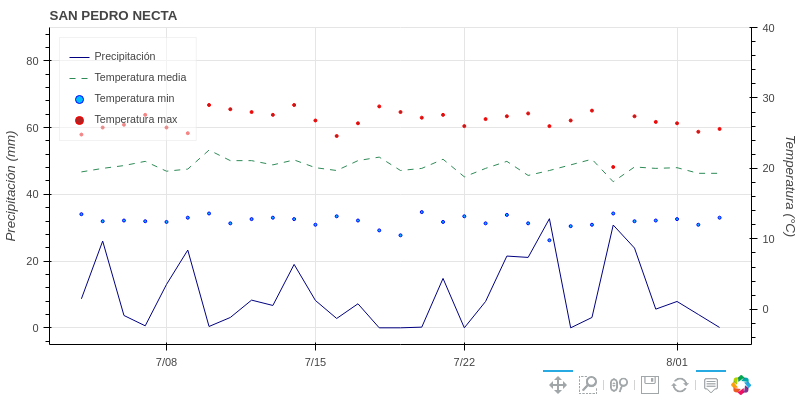 SAN PEDRO NECTA
Precipitación
Temperatura media
Temperatura min
Temperatura max
Precipitación (mm)
80
60
40
20
0
40
30
20
10
0
Temperatura (°C)
7/08
7/15
7/22
8/01